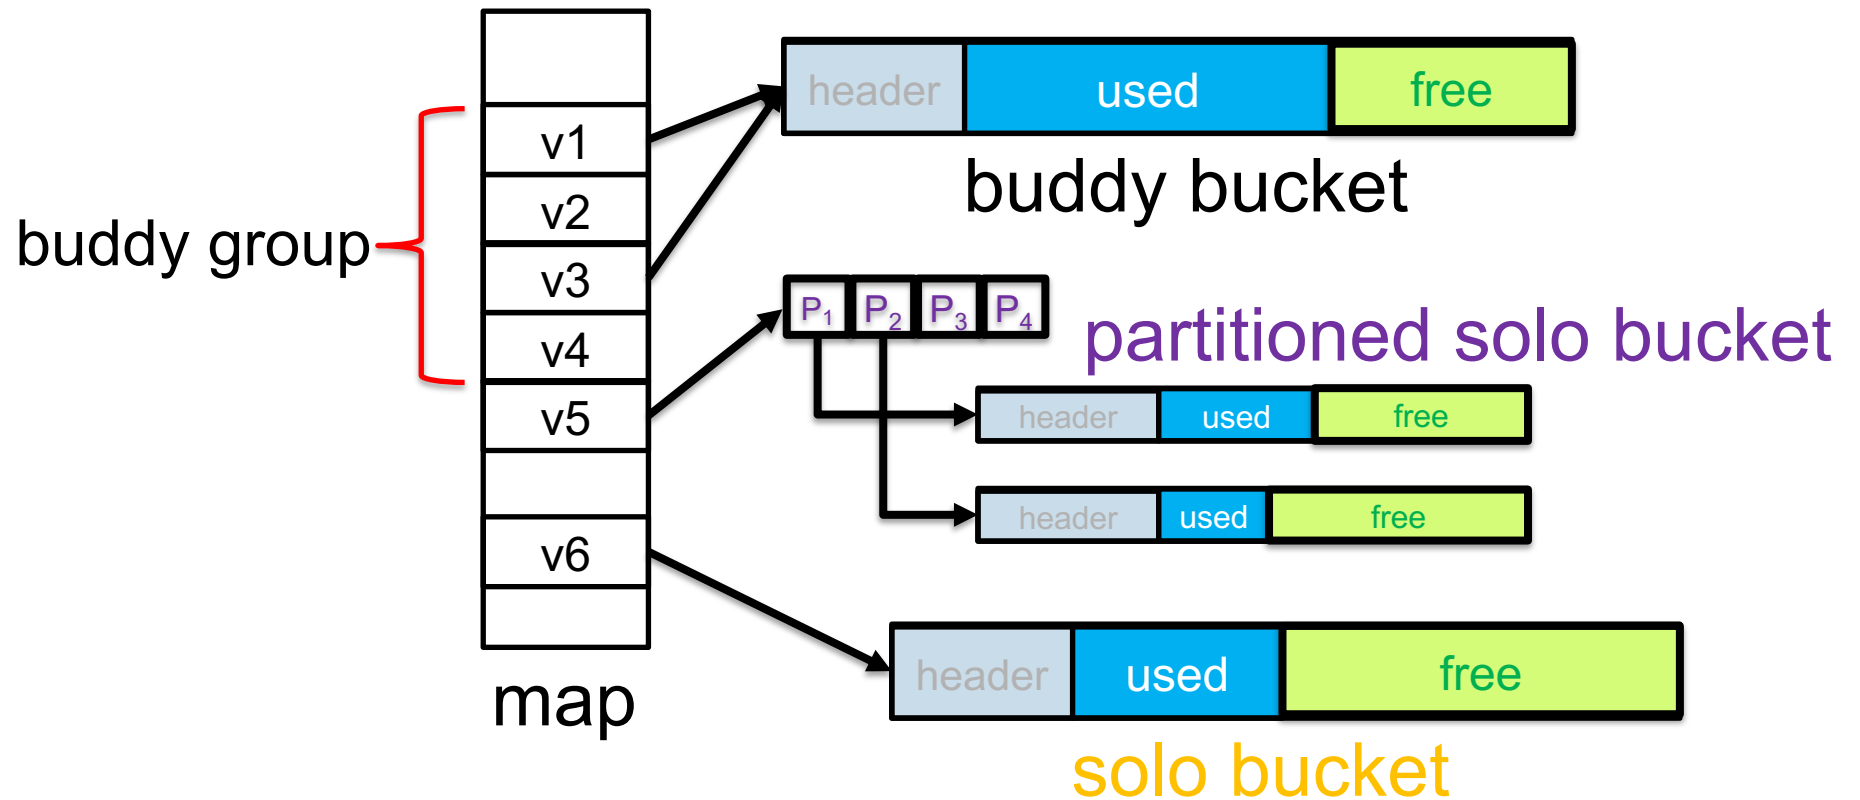 header used free
v1
buddy bucket
v2
buddy group
v3
P1 P2 P3 P4
partitioned solo bucket
v4
header used free
v5
header used free
v6
header used free
map
solo bucket